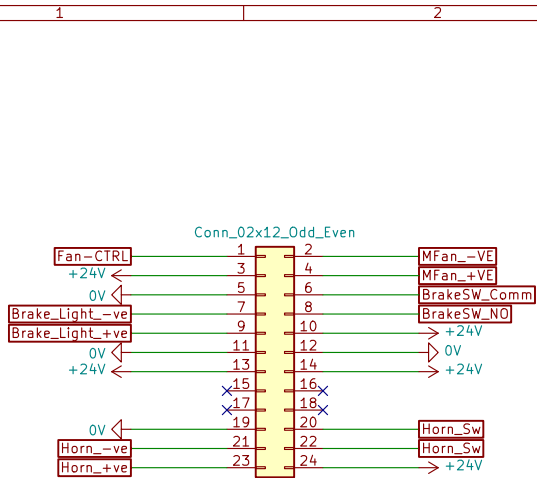 1 2
Conn_02x12_Odd_Even
Fan-CTRL 1 2 MFan_-VE
+24V 3 4 MFan_+VE
0V 5 6 BrakeSW_Comm
Brake_Light_-ve 7 8 BrakeSW_NO
Brake_Light_+ve 9 10 +24V
0V 11 12 0V
+24V 13 14 +24V
15 16
17 18
0V 19 20 Horn_Sw
Horn_-ve 21 22 Horn_Sw
Horn_+ve 23 24 +24V